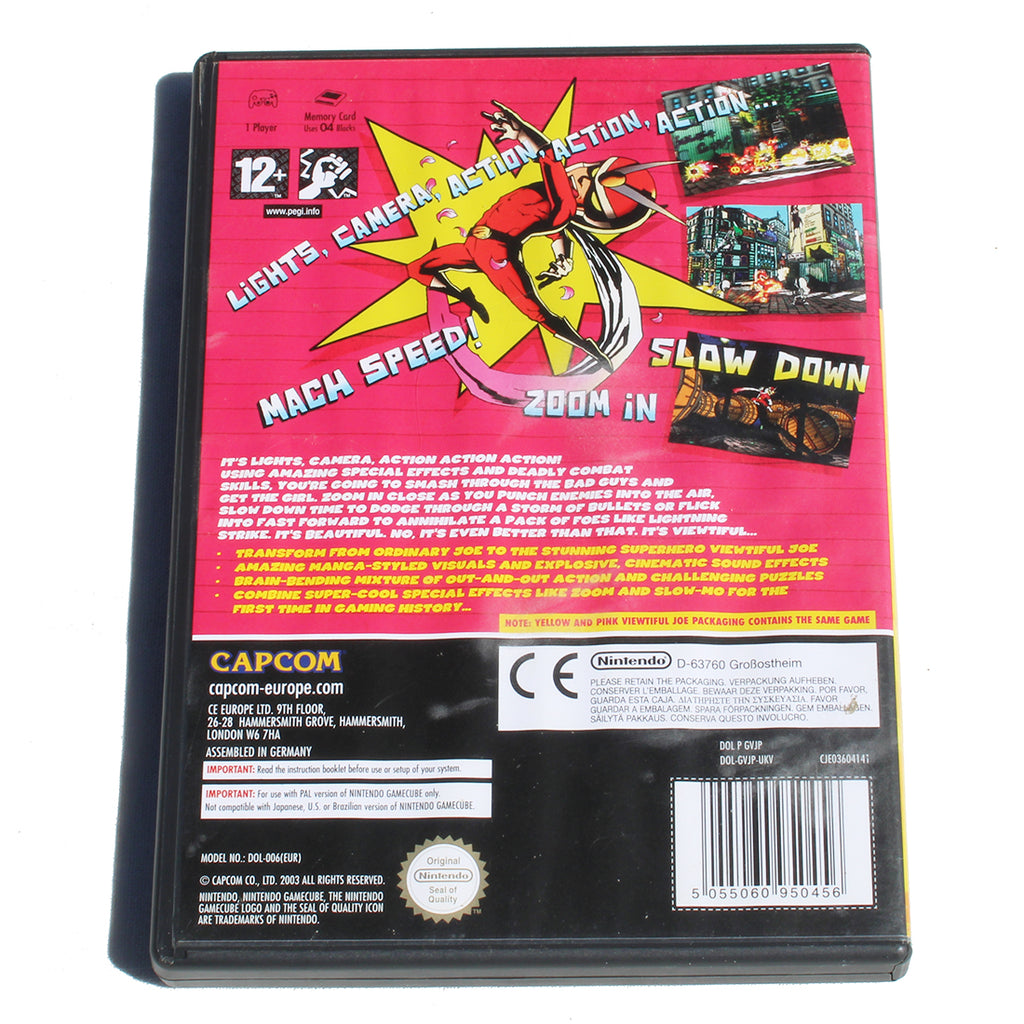 1 Player
Memory Card
Uses 04 Blocks
12+
www.pegi.info
LiGHTS, CAMERA, ACTiON, ACTiON, ACTiON...
MACH SPEED!
ZOOM iN
SLOW DOWN
IT'S LIGHTS, CAMERA, ACTION ACTION ACTION!
USING AMAZING SPECIAL EFFECTS AND DEADLY COMBAT
SKILLS, YOU'RE GOING TO SMASH THROUGH THE BAD GUYS AND
GET THE GIRL. ZOOM IN CLOSE AS YOU PUNCH ENEMIES INTO THE AIR,
SLOW DOWN TIME TO DODGE THROUGH A STORM OF BULLETS OR FLICK
INTO FAST FORWARD TO ANNIHILATE A PACK OF FOES LIKE LIGHTNING
STRIKE. IT'S BEAUTIFUL. NO, IT'S EVEN BETTER THAN THAT. IT'S VIEWTIFUL...
· TRANSFORM FROM ORDINARY JOE TO THE STUNNING SUPERHERO VIEWTIFUL JOE
· AMAZING MANGA-STYLED VISUALS AND EXPLOSIVE, CINEMATIC SOUND EFFECTS
· BRAIN-BENDING MIXTURE OF OUT-AND-OUT ACTION AND CHALLENGING PUZZLES
· COMBINE SUPER-COOL SPECIAL EFFECTS LIKE ZOOM AND SLOW-MO FOR THE
FIRST TIME IN GAMING HISTORY...
NOTE: YELLOW AND PINK VIEWTIFUL JOE PACKAGING CONTAINS THE SAME GAME
CAPCOM
capcom-europe.com
CE EUROPE LTD. 9TH FLOOR,
26-28 HAMMERSMITH GROVE, HAMMERSMITH,
LONDON W6 7HA
ASSEMBLED IN GERMANY
IMPORTANT: Read the instruction booklet before use or setup of your system.
IMPORTANT: For use with PAL version of NINTENDO GAMECUBE only.
Not compatible with Japanese, U.S. or Brazilian version of NINTENDO GAMECUBE.
CE
Nintendo D-63760 Großostheim
PLEASE RETAIN THE PACKAGING. VERPACKUNG AUFHEBEN.
CONSERVER L'EMBALLAGE. BEWAAR DEZE VERPAKKING. POR FAVOR,
GUARDA ESTA CAJA. ΔΙΑΤΗΡΗΣΤΕ ΤΗΝ ΣΥΣΚΕΥΑΣΙΑ. FAVOR
GUARDAR A EMBALAGEM. SPARA FÖRPACKNINGEN. GEM EMBALLAGEN.
SÄILYTÄ PAKKAUS. CONSERVA QUESTO INVOLUCRO.
DOL P GVJP
DOL-GVJP-UKV
CJE03604141
MODEL NO.: DOL-006(EUR)
© CAPCOM CO., LTD. 2003 ALL RIGHTS RESERVED.
NINTENDO, NINTENDO GAMECUBE, THE NINTENDO
GAMECUBE LOGO AND THE SEAL OF QUALITY ICON
ARE TRADEMARKS OF NINTENDO.
Original
Nintendo
Seal of
Quality
TM
5 055060 950456